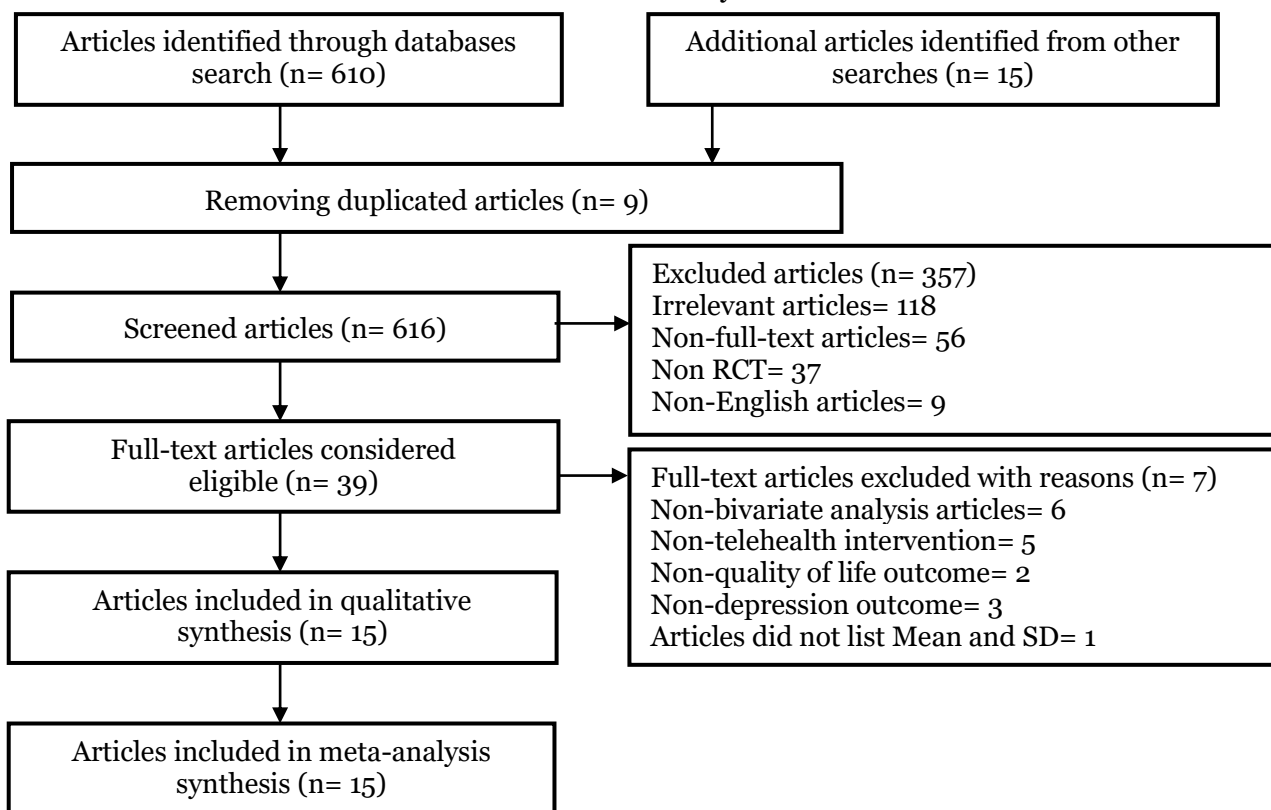 Articles identified through databases
search (n= 610)
Additional articles identified from other
searches (n= 15)
Removing duplicated articles (n= 9)
Screened articles (n= 616)
Excluded articles (n= 357)
Irrelevant articles= 118
Non-full-text articles= 56
Non RCT= 37
Non-English articles= 9
Full-text articles considered
eligible (n= 39)
Full-text articles excluded with reasons (n= 7)
Non-bivariate analysis articles= 6
Non-telehealth intervention= 5
Non-quality of life outcome= 2
Non-depression outcome= 3
Articles did not list Mean and SD= 1
Articles included in qualitative
synthesis (n= 15)
Articles included in meta-analysis
synthesis (n= 15)